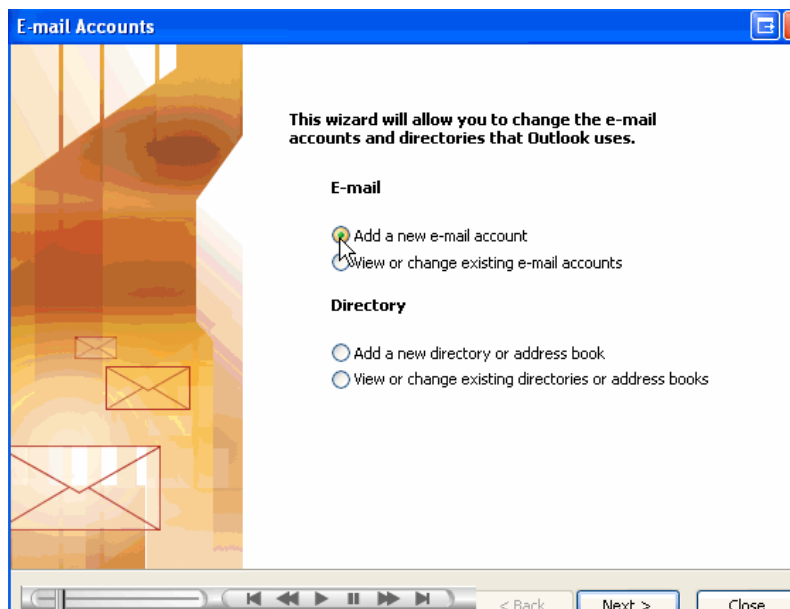 E-mail Accounts
This wizard will allow you to change the e-mail
accounts and directories that Outlook uses.
E-mail
Add a new e-mail account
View or change existing e-mail accounts
Directory
Add a new directory or address book
View or change existing directories or address books
< Back Next > Close